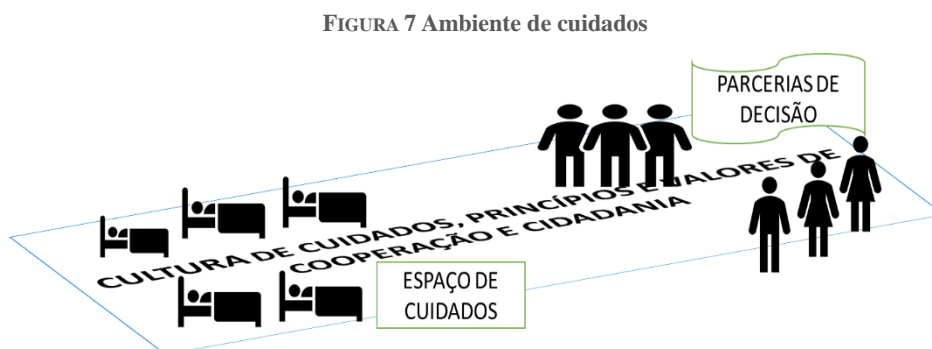 FIGURA 7 Ambiente de cuidados
PARCERIAS DE
DECISÃO
CULTURA DE CUIDADOS, PRINCÍPIOS E VALORES DE
COOPERAÇÃO E CIDADANIA
ESPAÇO DE
CUIDADOS